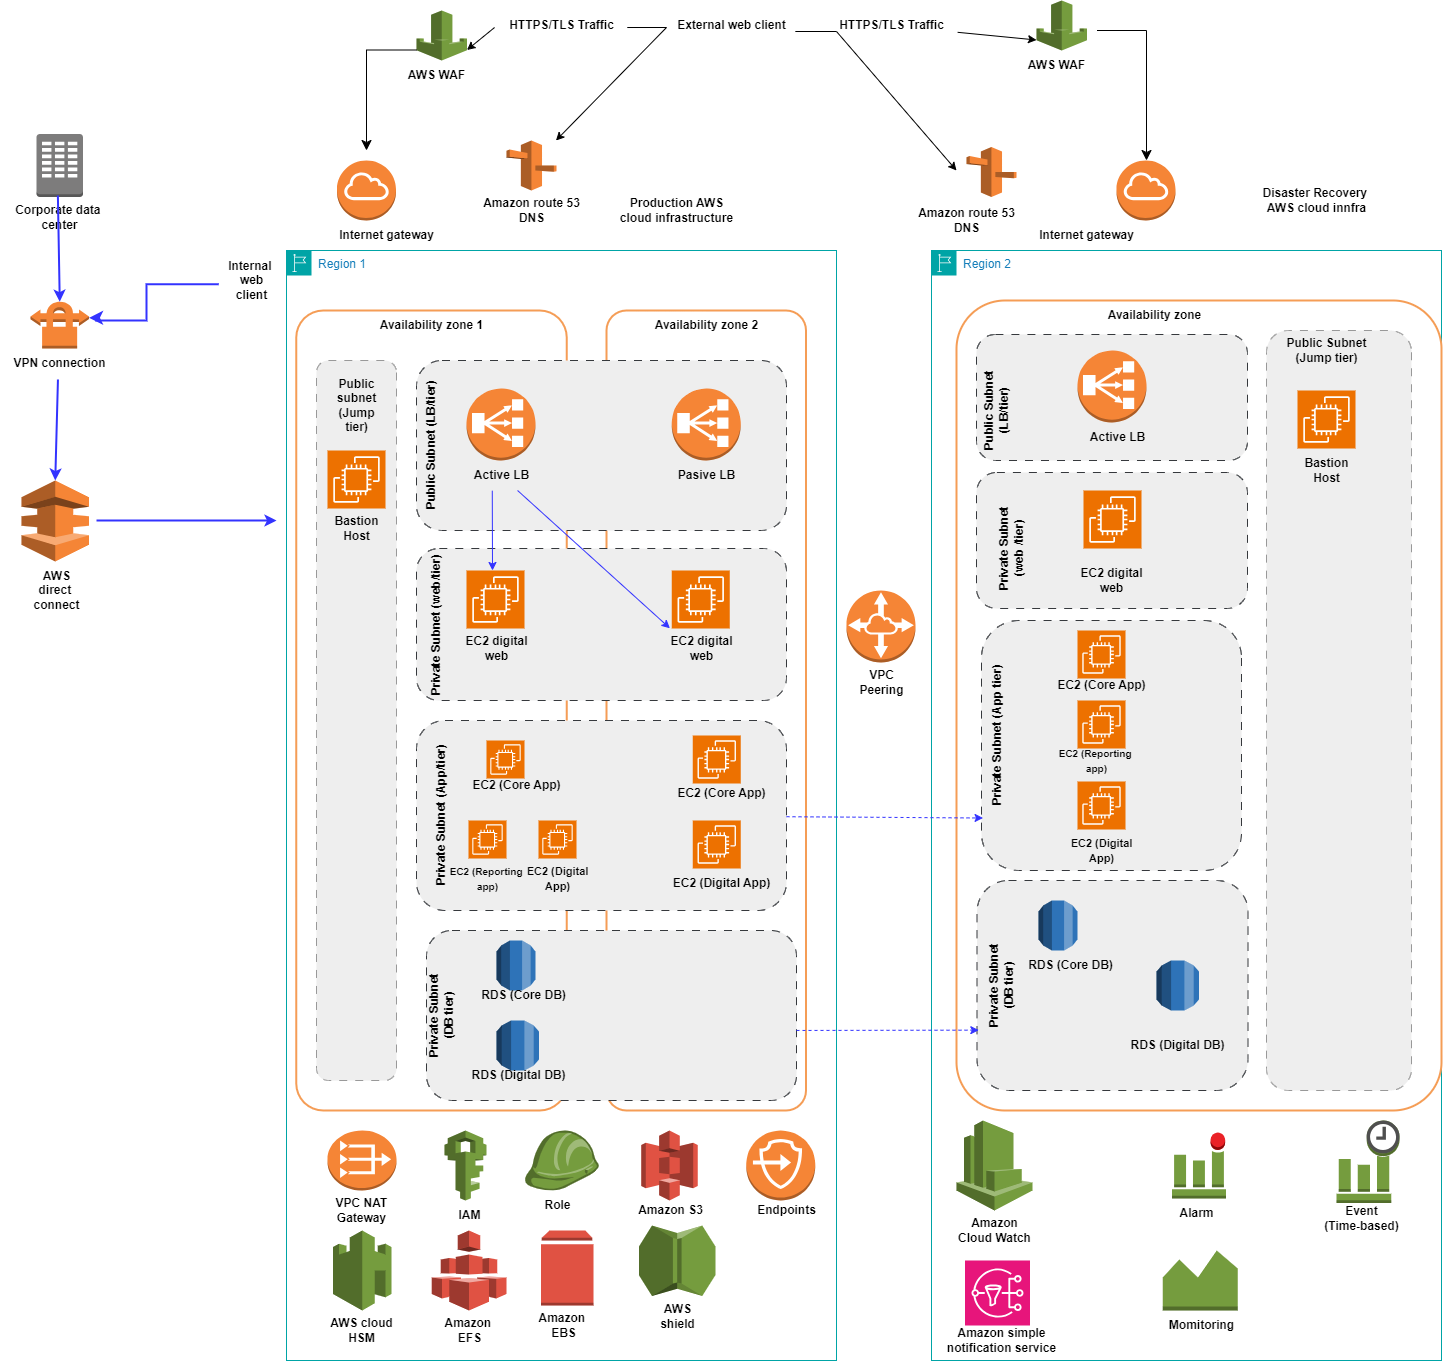 HTTPS/TLS Traffic
External web client
HTTPS/TLS Traffic
AWS WAF
AWS WAF
Corporate data
center
Amazon route 53
DNS
Production AWS
cloud infrastructure
Amazon route 53
DNS
Disaster Recovery
AWS cloud innfra
Internet gateway
Internet gateway
Internal
web
client
VPN connection
AWS
direct
connect
Region 1
Availability zone 1
Availability zone 2
Public
subnet
(Jump
tier)
Bastion
Host
Public Subnet (LB/tier)
Active LB
Pasive LB
Private Subnet (web/tier)
EC2 digital
web
EC2 digital
web
Private Subnet (App/tier)
EC2 (Core App)
EC2 (Core App)
EC2 (Reporting
app)
EC2 (Digital
App)
EC2 (Digital App)
Private Subnet
(DB tier)
RDS (Core DB)
RDS (Digital DB)
VPC
Peering
Region 2
Availability zone
Public Subnet
(LB/tier)
Active LB
Public Subnet
(Jump tier)
Bastion
Host
Private Subnet
(web /tier)
EC2 digital
web
Private Subnet (App tier)
EC2 (Core App)
EC2 (Reporting
app)
EC2 (Digital
App)
Private Subnet
(DB tier)
RDS (Core DB)
RDS (Digital DB)
VPC NAT
Gateway
IAM
Role
Amazon S3
Endpoints
AWS cloud
HSM
Amazon
EFS
Amazon
EBS
AWS
shield
Amazon
Cloud Watch
Alarm
Event
(Time-based)
Amazon simple
notification service
Momitoring